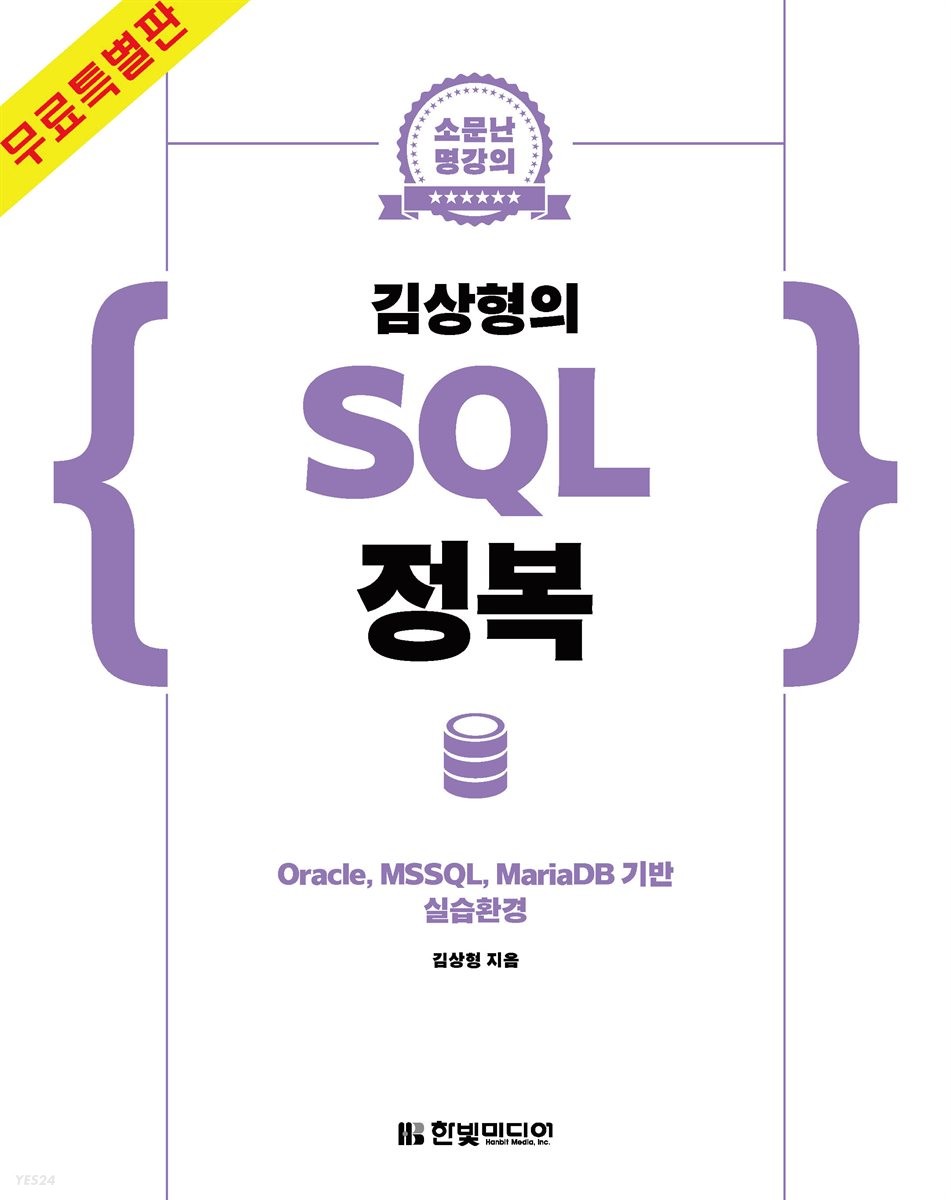 무료특별판
소문난
명강의
김상형의
SQL
정복
Oracle, MSSQL, MariaDB 기반
실습환경
김상형 지음
한빛미디어
Hanbit Media, Inc.
YES24